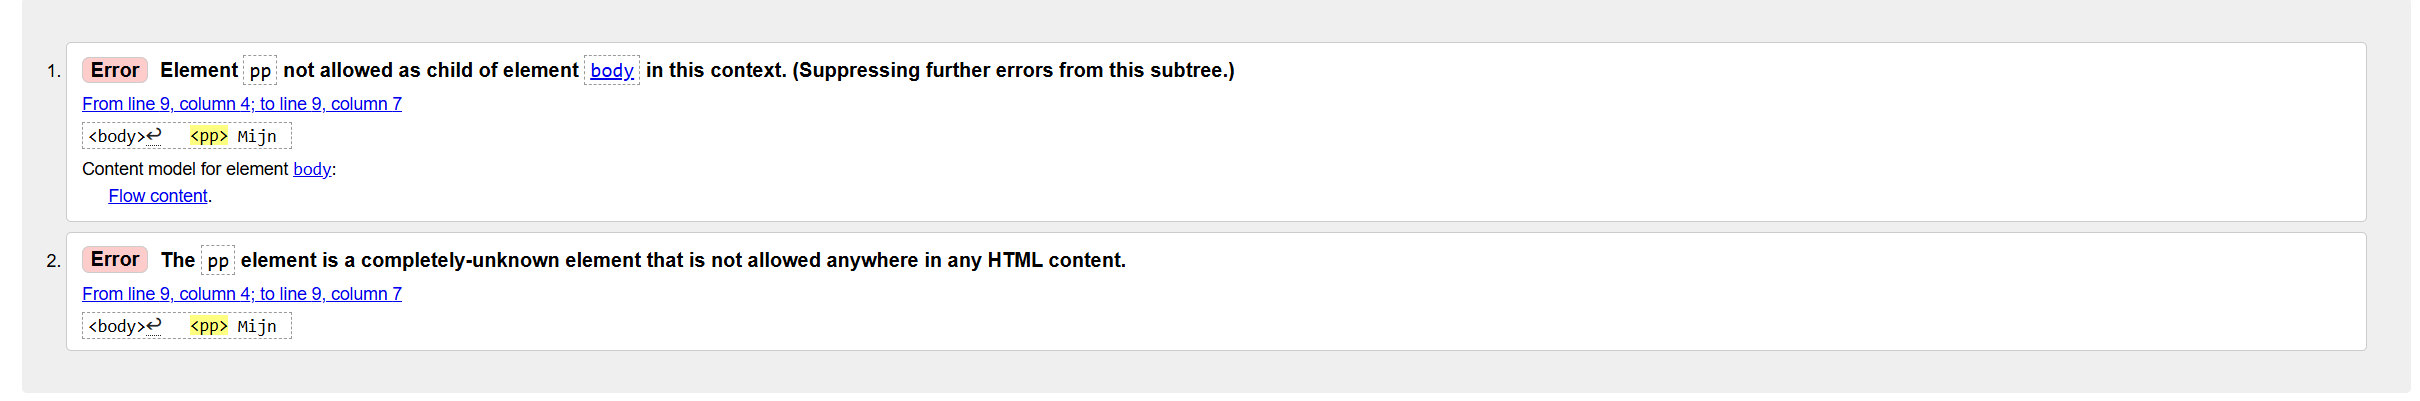 1. Error Element pp not allowed as child of element body in this context. (Suppressing further errors from this subtree.)
From line 9, column 4; to line 9, column 7
<body>↩ <pp> Mijn
Content model for element body:
Flow content.
2. Error The pp element is a completely-unknown element that is not allowed anywhere in any HTML content.
From line 9, column 4; to line 9, column 7
<body>↩ <pp> Mijn